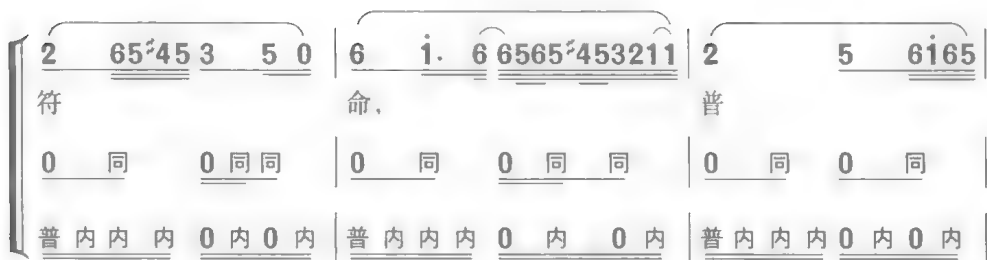 2 65♯45 3 5 0 | 6 i̇. 6 6565♯453211 | 2 5 6i̇65 |
符 命, 普
0 同 0 同同 | 0 同 0 同 同 | 0 同 0 同 |
普 内 内 内 0 内 0 内 | 普 内 内 内 0 内 0 内 | 普 内 内 内 0 内 0 内 |